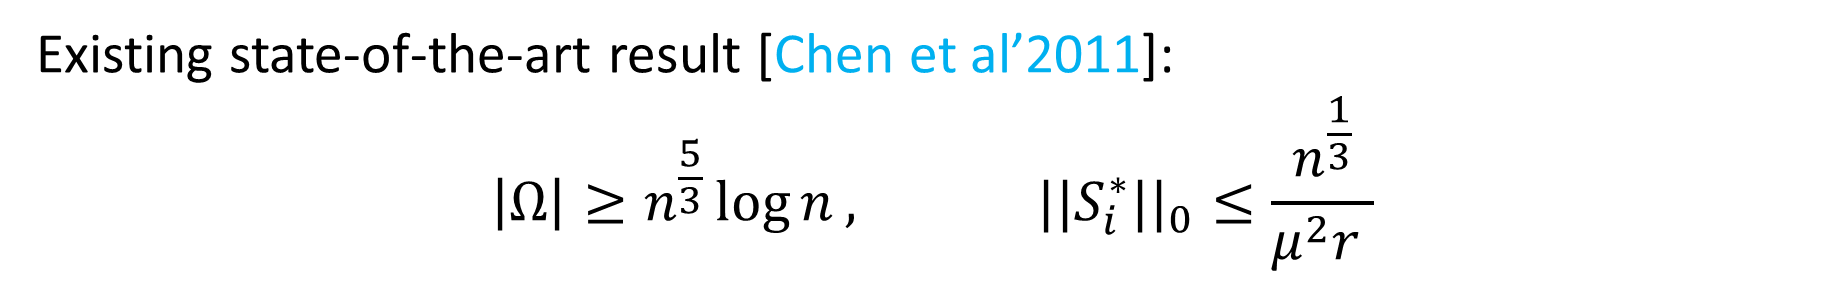 Existing state-of-the-art result [Chen et al’2011]:
|Ω| ≥ n^{5/3} log n , ||S_i^*||_0 ≤ n^{1/3} / μ^2 r